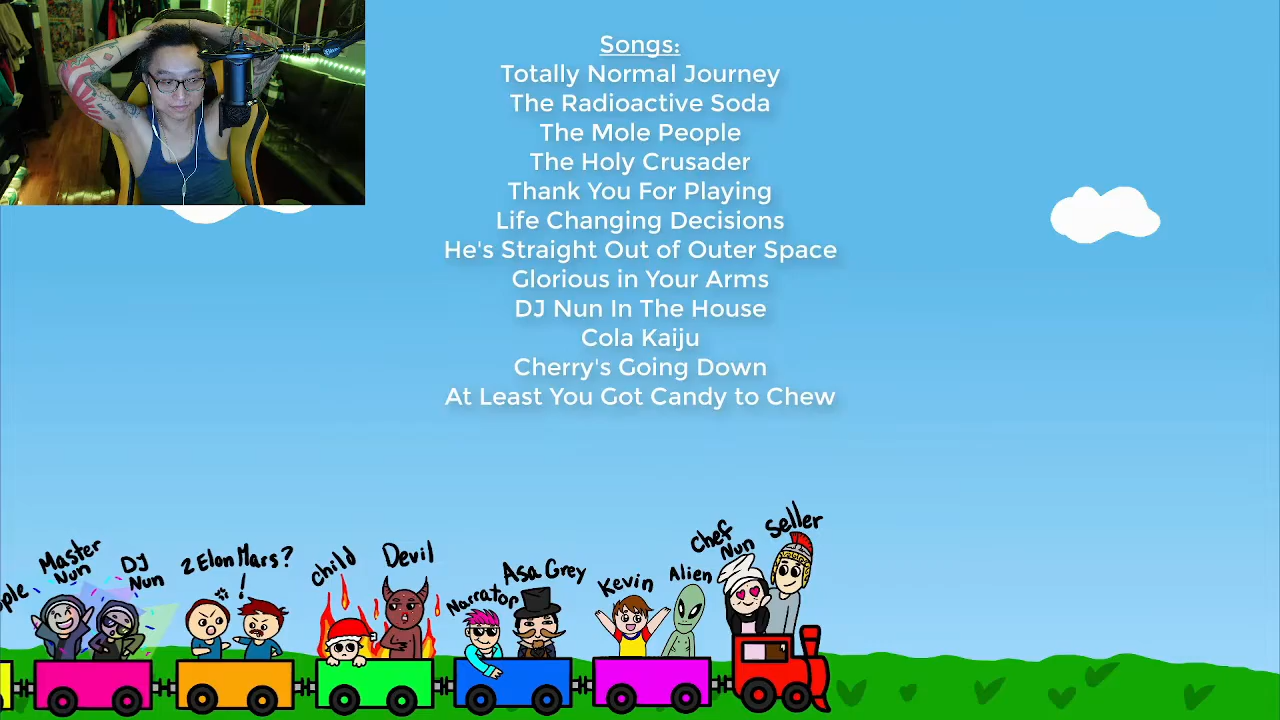 Songs:
Totally Normal Journey
The Radioactive Soda
The Mole People
The Holy Crusader
Thank You For Playing
Life Changing Decisions
He's Straight Out of Outer Space
Glorious in Your Arms
DJ Nun In The House
Cola Kaiju
Cherry's Going Down
At Least You Got Candy to Chew
Master
Nun
DJ
Nun
2 Elon Mars?
Child
Devil
Narrator
Asa Grey
Kevin
Alien
Chef
Nun
Seller